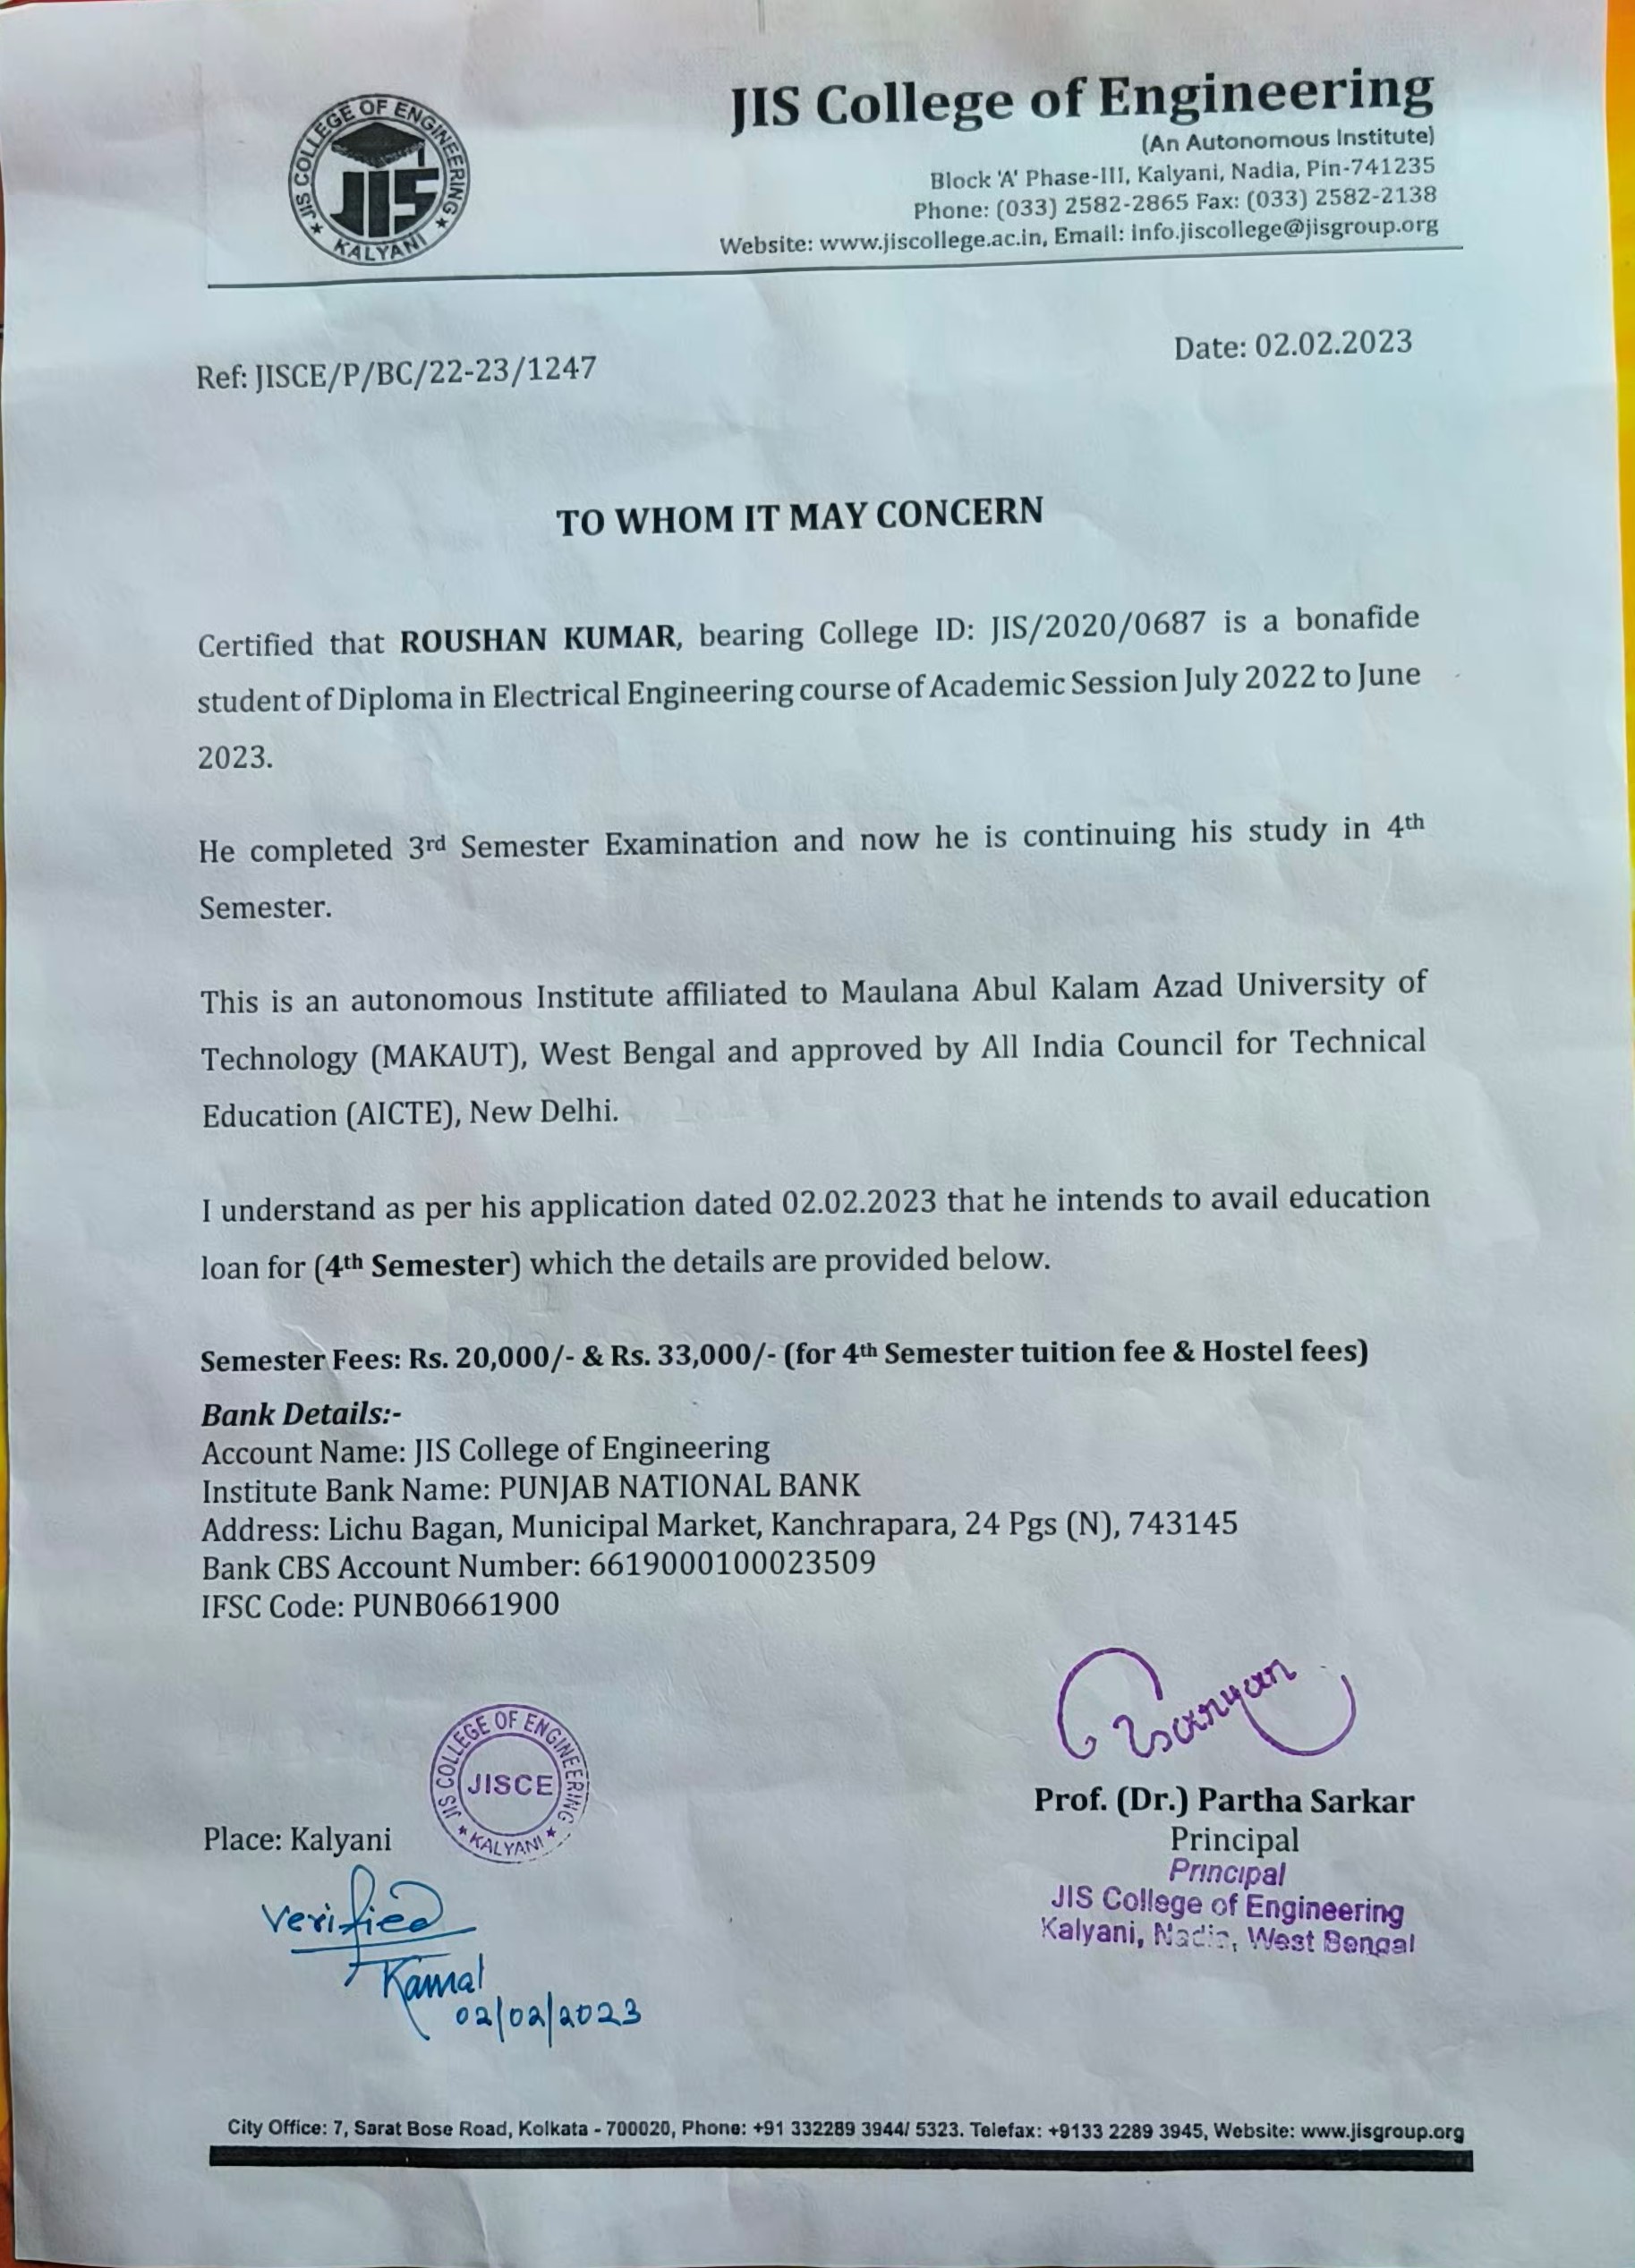 JIS COLLEGE OF ENGINEERING
JIS
★ KALYANI ★
JIS College of Engineering
(An Autonomous Institute)
Block 'A' Phase-III, Kalyani, Nadia, Pin-741235
Phone: (033) 2582-2865 Fax: (033) 2582-2138
Website: www.jiscollege.ac.in, Email: info.jiscollege@jisgroup.org
Ref: JISCE/P/BC/22-23/1247
Date: 02.02.2023
TO WHOM IT MAY CONCERN
Certified that ROUSHAN KUMAR, bearing College ID: JIS/2020/0687 is a bonafide
student of Diploma in Electrical Engineering course of Academic Session July 2022 to June
2023.
He completed 3rd Semester Examination and now he is continuing his study in 4th
Semester.
This is an autonomous Institute affiliated to Maulana Abul Kalam Azad University of
Technology (MAKAUT), West Bengal and approved by All India Council for Technical
Education (AICTE), New Delhi.
I understand as per his application dated 02.02.2023 that he intends to avail education
loan for (4th Semester) which the details are provided below.
Semester Fees: Rs. 20,000/- & Rs. 33,000/- (for 4th Semester tuition fee & Hostel fees)
Bank Details:-
Account Name: JIS College of Engineering
Institute Bank Name: PUNJAB NATIONAL BANK
Address: Lichu Bagan, Municipal Market, Kanchrapara, 24 Pgs (N), 743145
Bank CBS Account Number: 6619000100023509
IFSC Code: PUNB0661900
JIS COLLEGE OF ENGINEERING
JISCE
★ KALYANI ★
Place: Kalyani
Verified
Kamal
02/02/2023
Prof. (Dr.) Partha Sarkar
Principal
Principal
JIS College of Engineering
Kalyani, Nadia, West Bengal
City Office: 7, Sarat Bose Road, Kolkata - 700020, Phone: +91 332289 3944/ 5323. Telefax: +9133 2289 3945, Website: www.jisgroup.org